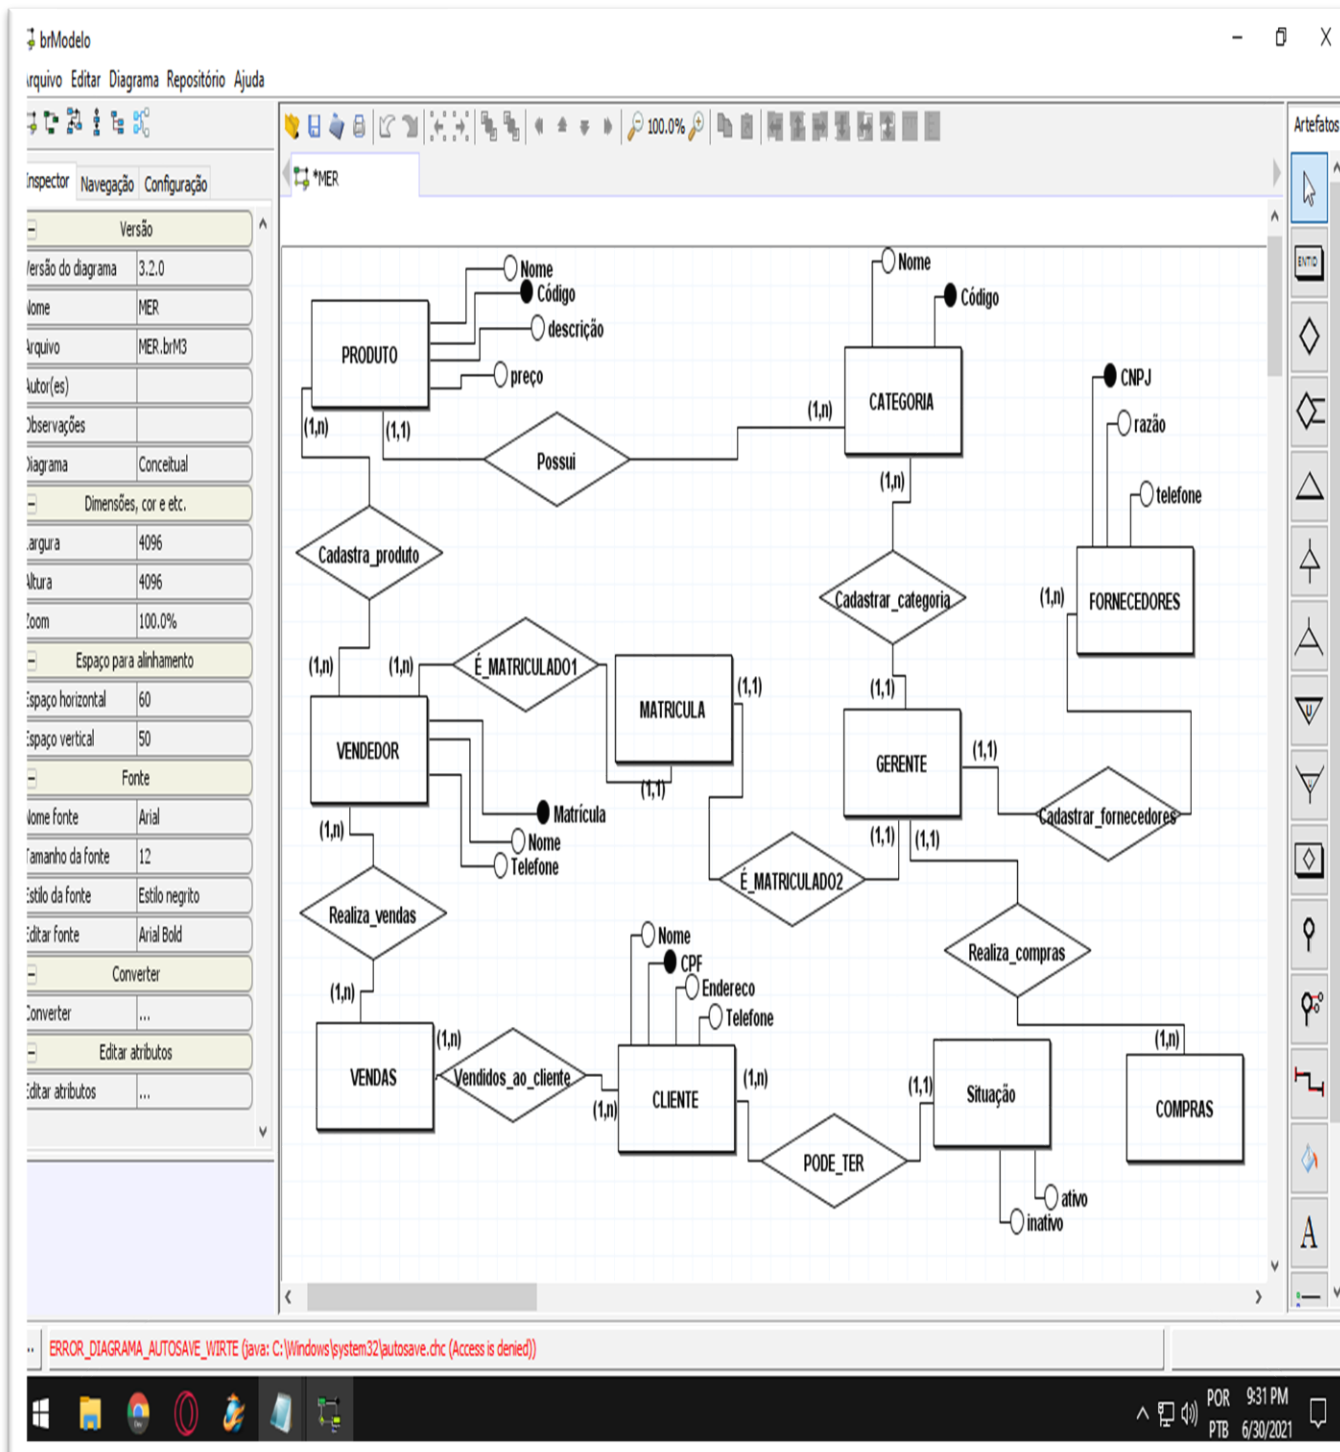 brModelo
Arquivo Editar Diagrama Repositório Ajuda
100.0%
Artefatos
Inspector Navegação Configuração
*MER
Versão
Versão do diagrama 3.2.0
Nome MER
Arquivo MER.brM3
Autor(es)
Observações
Diagrama Conceitual
Dimensões, cor e etc.
Largura 4096
Altura 4096
Zoom 100.0%
Espaço para alinhamento
Espaço horizontal 60
Espaço vertical 50
Fonte
Nome fonte Arial
Tamanho da fonte 12
Estilo da fonte Estilo negrito
Editar fonte Arial Bold
Converter
Converter ...
Editar atributos
Editar atributos ...
Nome
Código
descrição
preço
PRODUTO
(1,n)
(1,1)
Possui
(1,n)
Nome
Código
CATEGORIA
(1,n)
CNPJ
razão
telefone
FORNECEDORES
(1,n)
Cadastra_produto
Cadastrar_categoria
(1,n)
(1,n)
É_MATRICULADO1
MATRICULA
(1,1)
(1,1)
(1,1)
VENDEDOR
GERENTE
(1,1)
Matrícula
Nome
Telefone
(1,n)
(1,1)
(1,1)
Cadastrar_fornecedores
É_MATRICULADO2
Realiza_vendas
Realiza_compras
Nome
CPF
Endereco
Telefone
(1,n)
(1,n)
VENDAS
Vendidos_ao_cliente
(1,n)
CLIENTE
(1,n)
PODE_TER
(1,1)
Situação
ativo
inativo
(1,n)
COMPRAS
ENTID
U
A
.. ERROR_DIAGRAMA_AUTOSAVE_WIRTE (java: C:\Windows\system32\autosave.chc (Access is denied))
POR
PTB
9:31 PM
6/30/2021